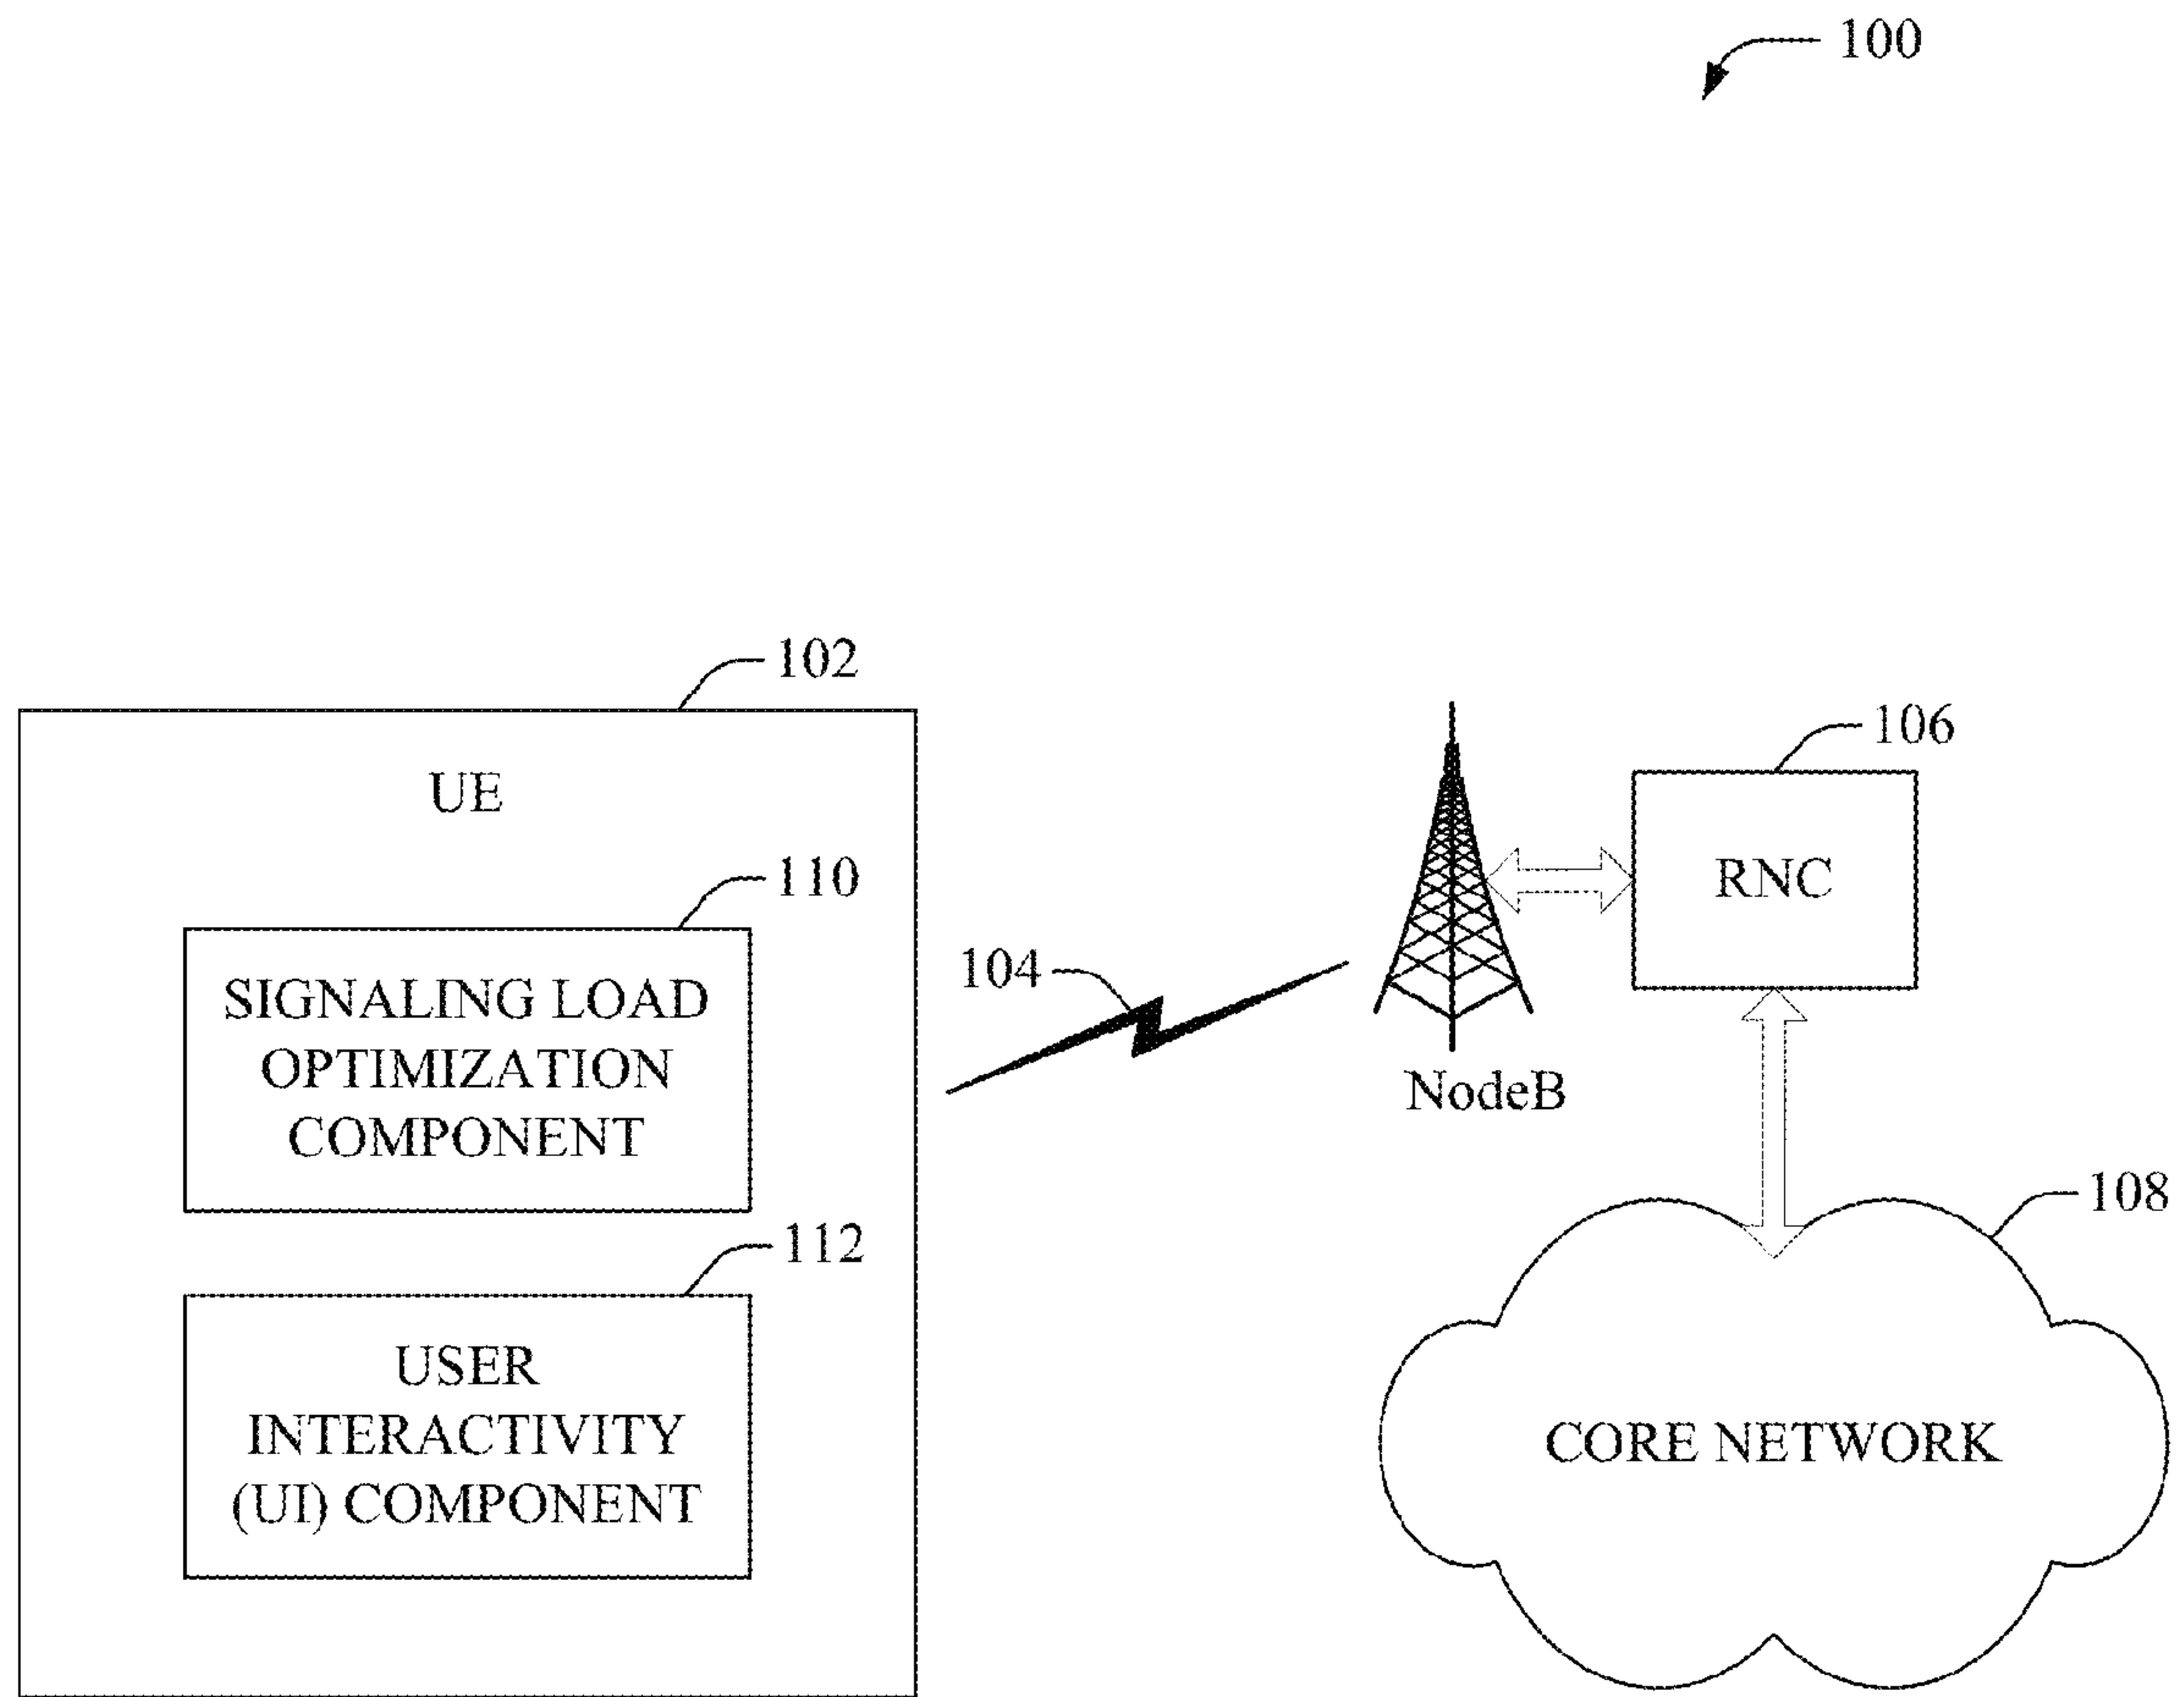 100
102
UE
110
SIGNALING LOAD
OPTIMIZATION
COMPONENT
112
USER
INTERACTIVITY
(UI) COMPONENT
104
NodeB
106
RNC
108
CORE NETWORK